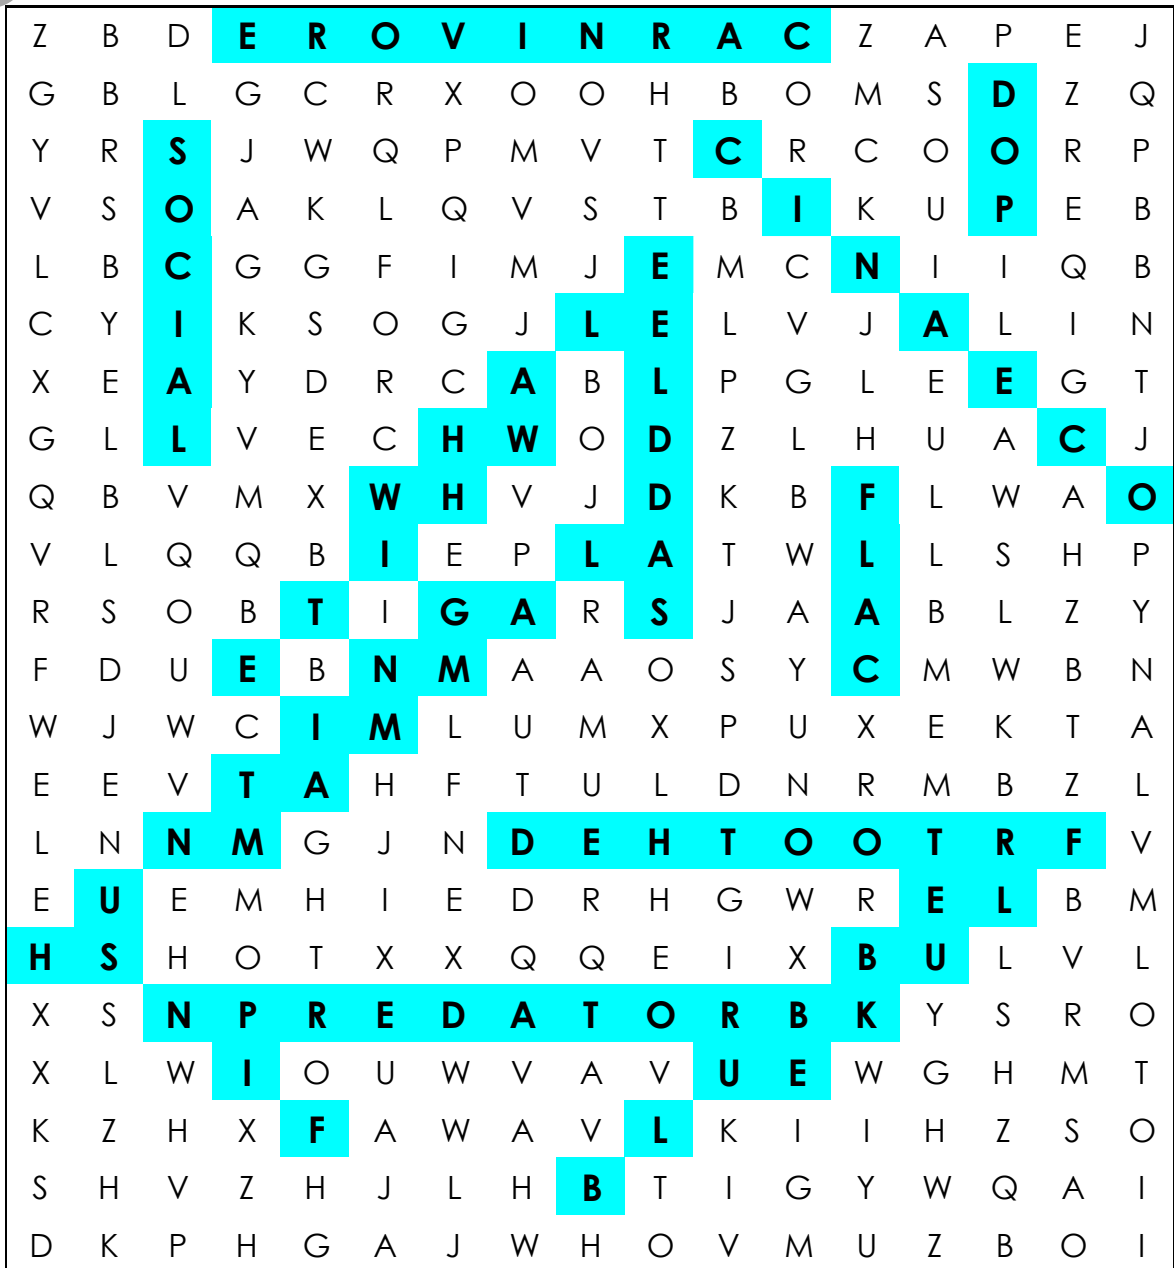 Z B D E R O V I N R A C Z A P E J
G B L G C R X O O H B O M S D Z Q
Y R S J W Q P M V T C R C O O R P
V S O A K L Q V S T B I K U P E B
L B C G G F I M J E M C N I I Q B
C Y I K S O G J L E L V J A L I N
X E A Y D R C A B L P G L E E G T
G L L V E C H W O D Z L H U A C J
Q B V M X W H V J D K B F L W A O
V L Q Q B I E P L A T W L L S H P
R S O B T I G A R S J A A B L Z Y
F D U E B N M A A O S Y C M W B N
W J W C I M L U M X P U X E K T A
E E V T A H F T U L D N R M B Z L
L N N M G J N D E H T O O T R F V
E U E M H I E D R H G W R E L B M
H S H O T X X Q Q E I X B U L V L
X S N P R E D A T O R B K Y S R O
X L W I O U W V A V U E W G H M T
K Z H X F A W A V L K I I H Z S O
S H V Z H J L H B T I G Y W Q A I
D K P H G A J W H O V M U Z B O I